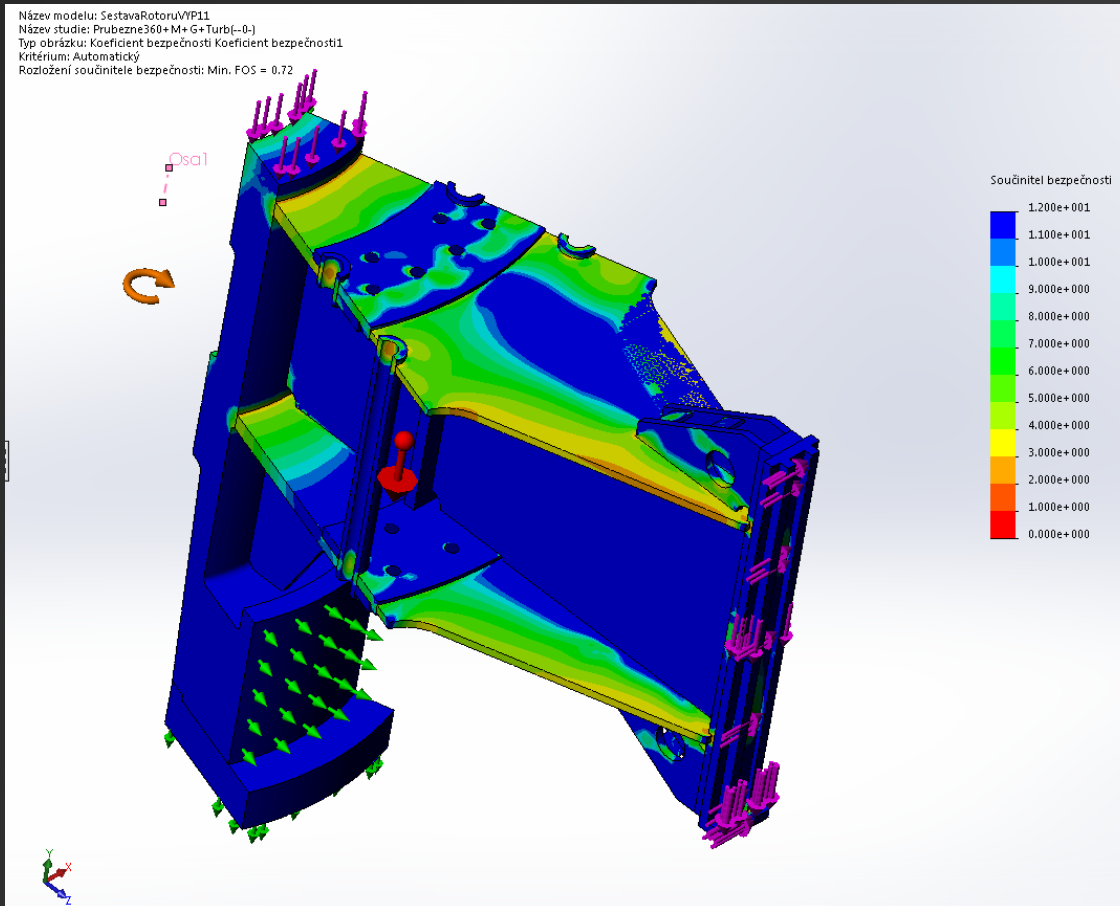 Název modelu: SestavaRotoruVYP11
Název studie: Prubezne360+M+G+Turb(--0-)
Typ obrázku: Koeficient bezpečnosti Koeficient bezpečnosti1
Kritérium: Automatický
Rozložení součinitele bezpečnosti: Min. FOS = 0.72
Osa1
Součinitel bezpečnosti
1.200e+001
1.100e+001
1.000e+001
9.000e+000
8.000e+000
7.000e+000
6.000e+000
5.000e+000
4.000e+000
3.000e+000
2.000e+000
1.000e+000
0.000e+000
Y
X
Z